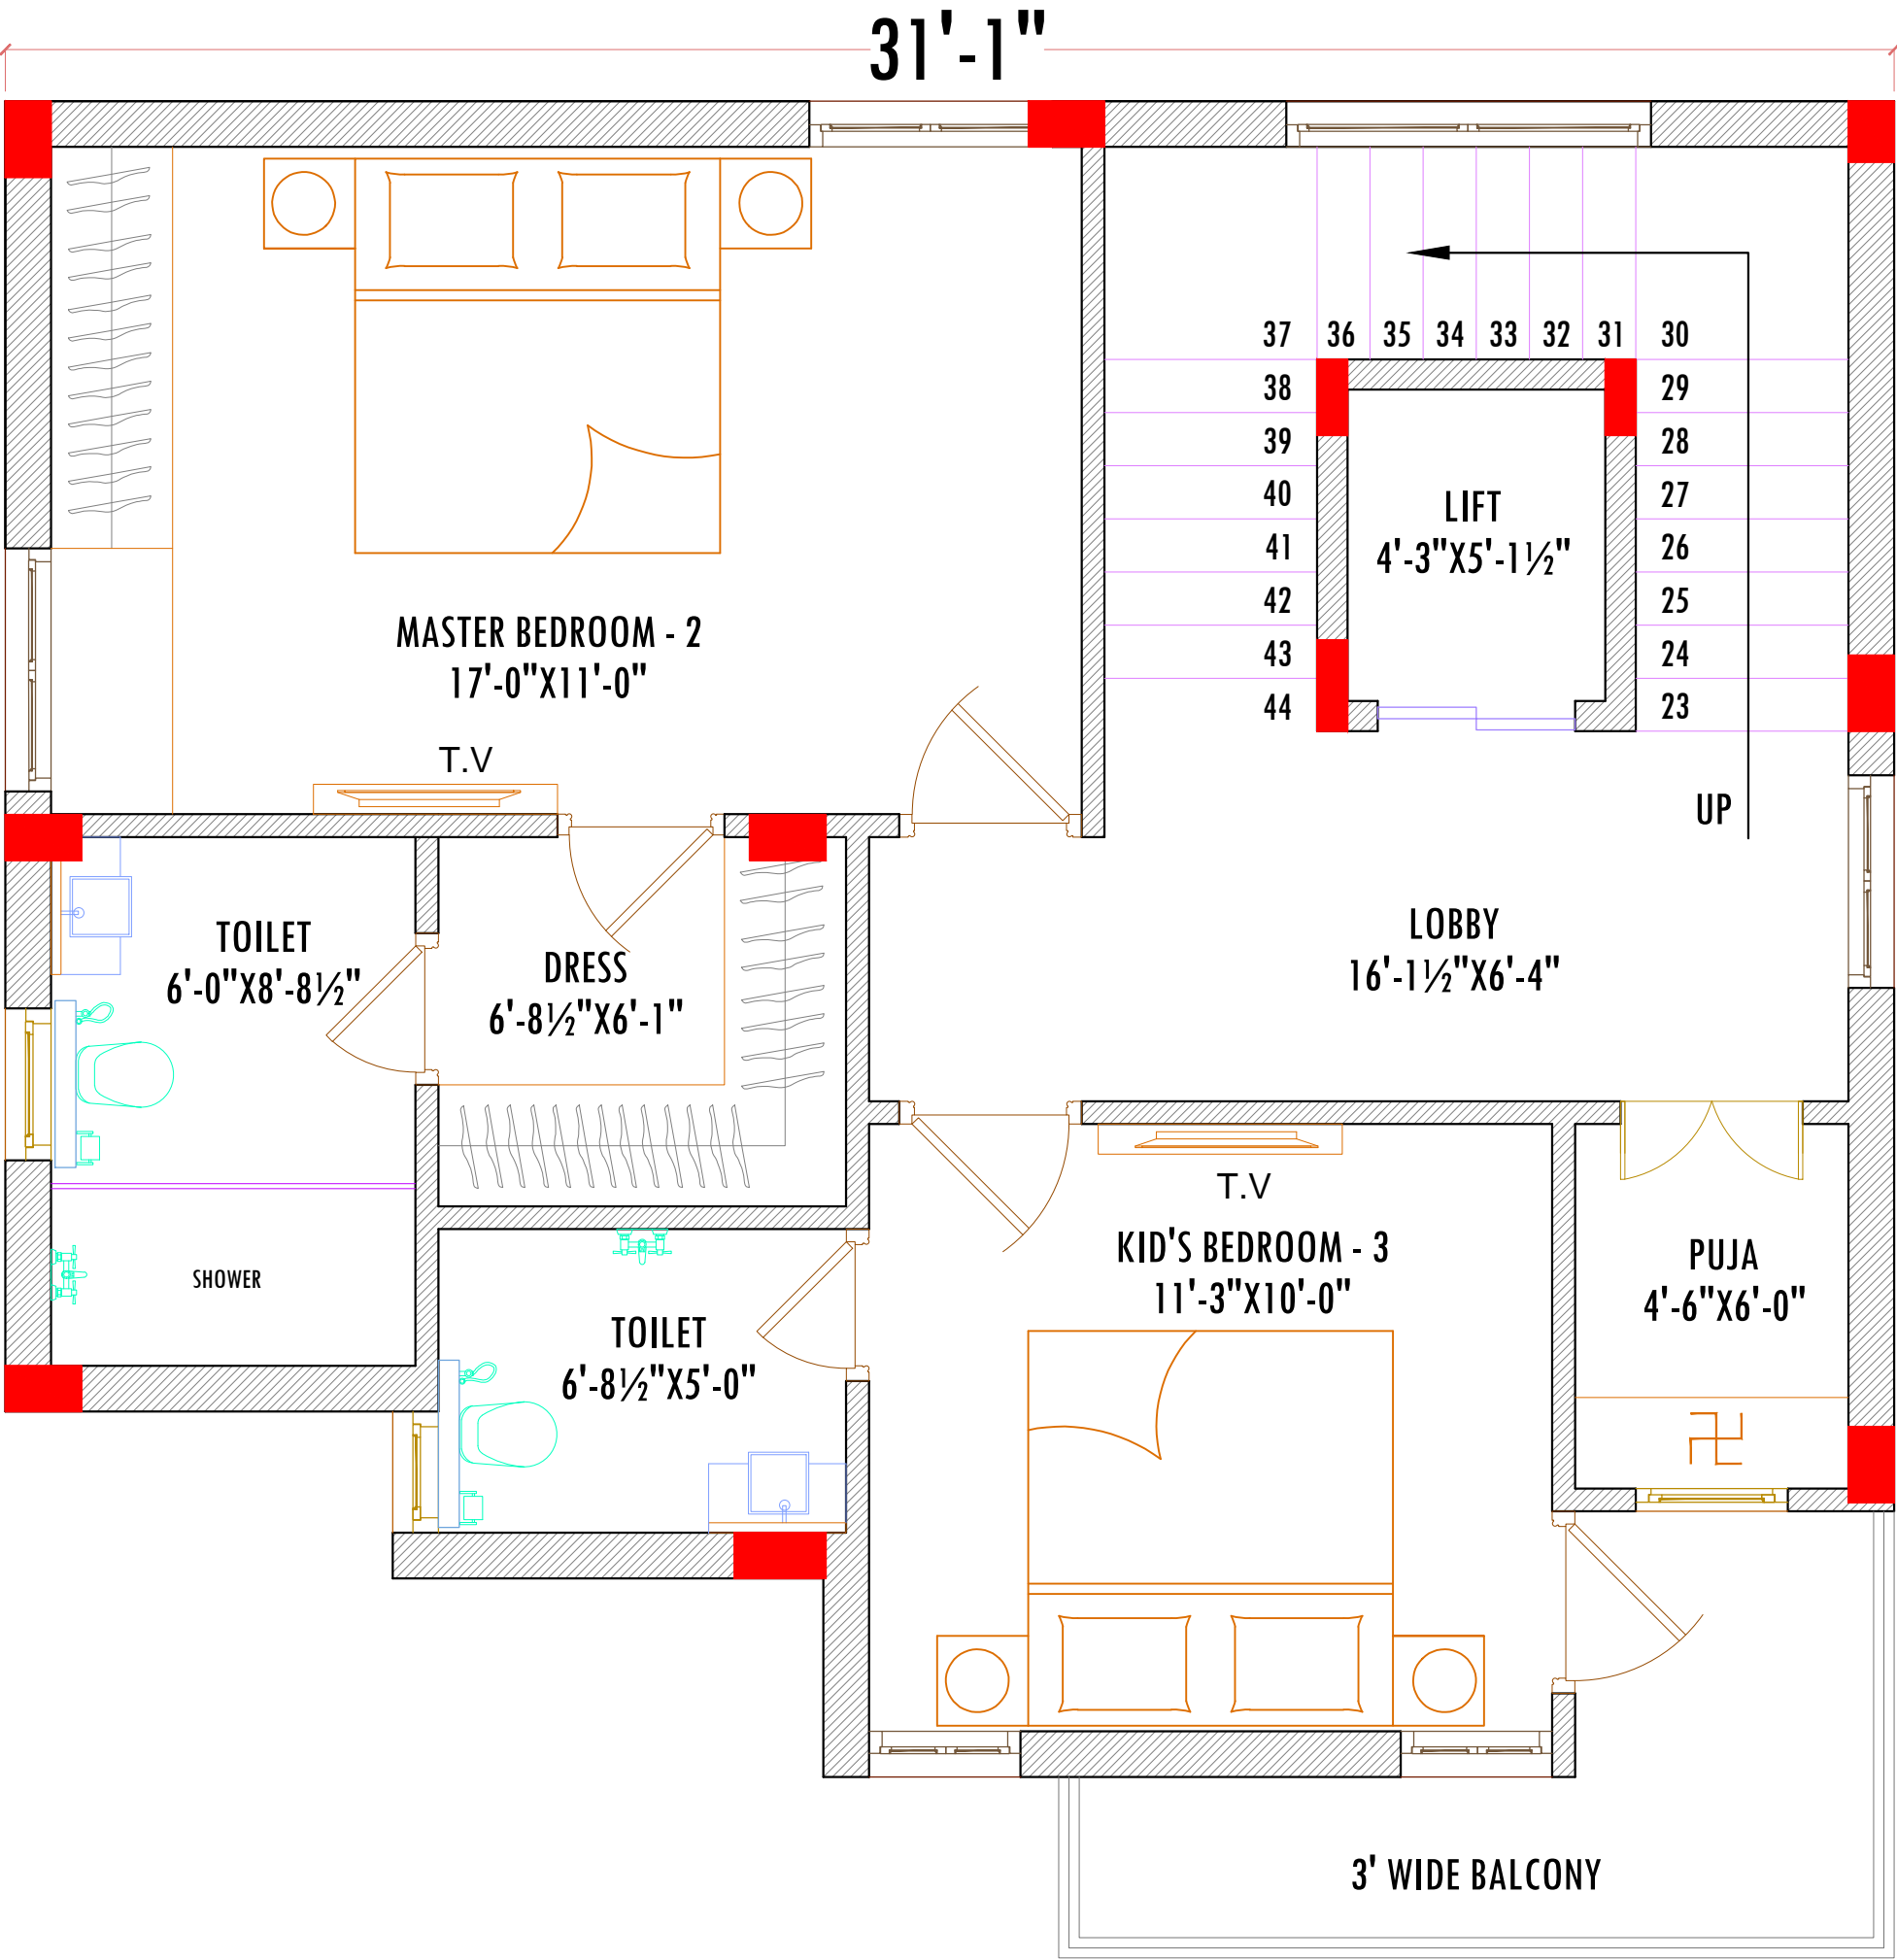 31'-1"
37 36 35 34 33 32 31 30
38 29
39 28
40 27
41 26
42 25
43 24
44 23
LIFT
4'-3"X5'-1½"
MASTER BEDROOM - 2
17'-0"X11'-0"
T.V
UP
TOILET
6'-0"X8'-8½"
DRESS
6'-8½"X6'-1"
LOBBY
16'-1½"X6'-4"
T.V
KID'S BEDROOM - 3
11'-3"X10'-0"
PUJA
4'-6"X6'-0"
SHOWER
TOILET
6'-8½"X5'-0"
3' WIDE BALCONY